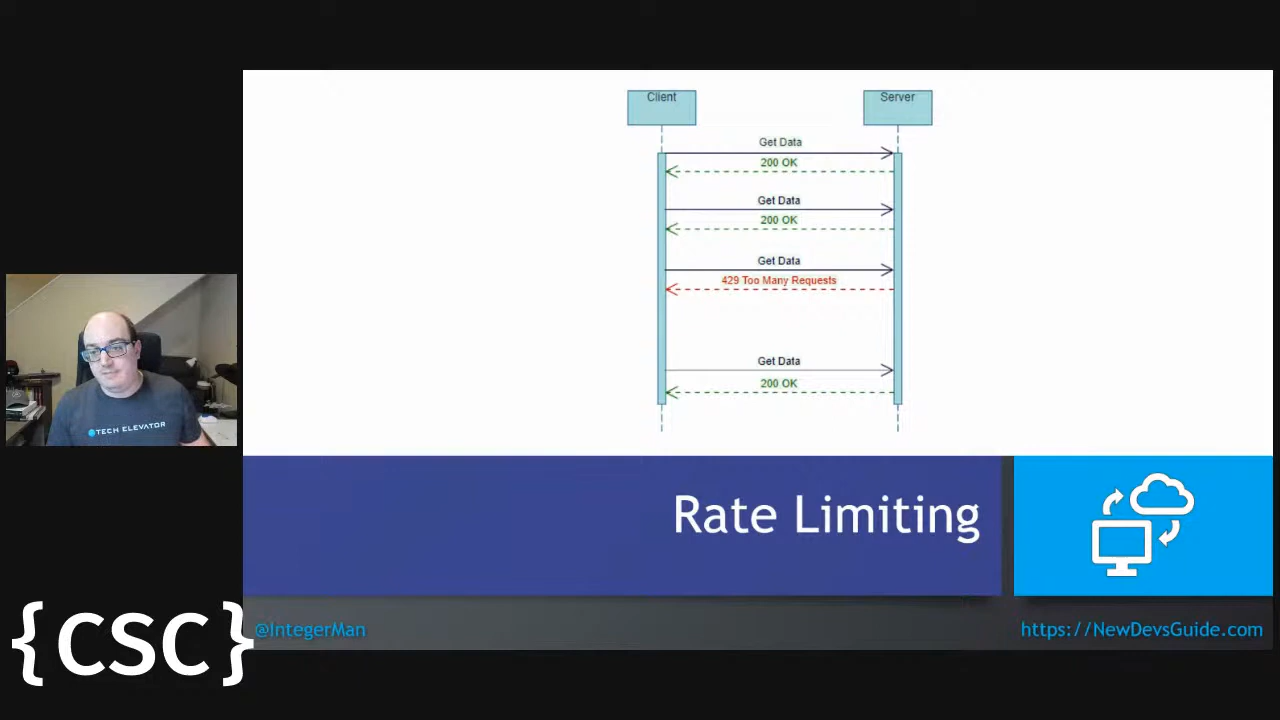 Client
Server
Get Data
200 OK
Get Data
200 OK
Get Data
429 Too Many Requests
Get Data
200 OK
TECH ELEVATOR
Rate Limiting
{CSC}
@IntegerMan
https://NewDevsGuide.com